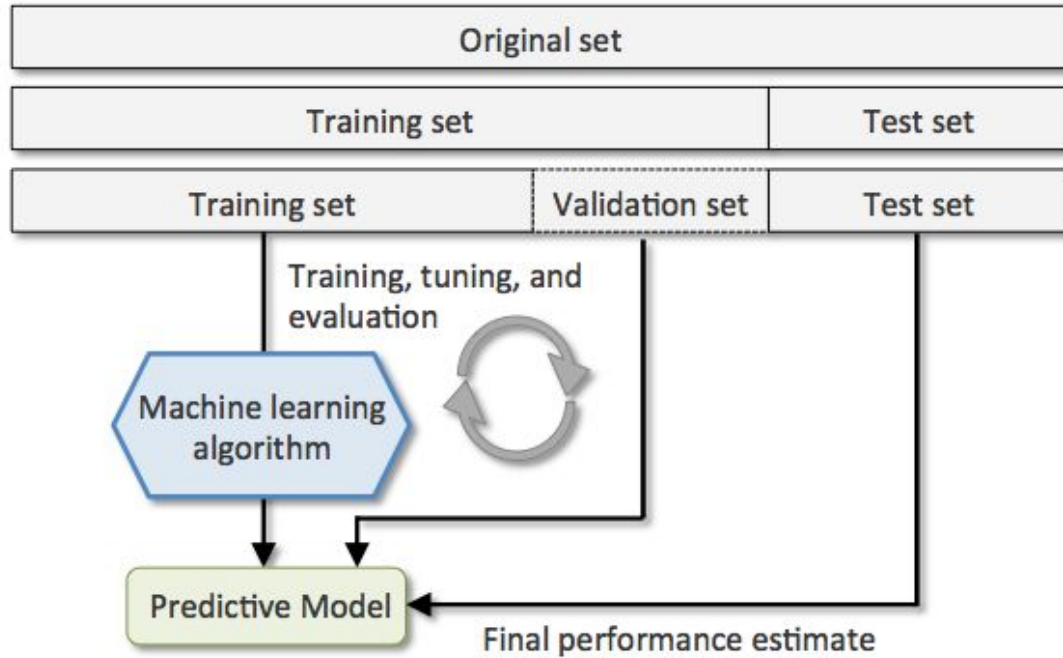 Original set
Training set
Test set
Training set
Validation set
Test set
Training, tuning, and
evaluation
Machine learning
algorithm
Predictive Model
Final performance estimate